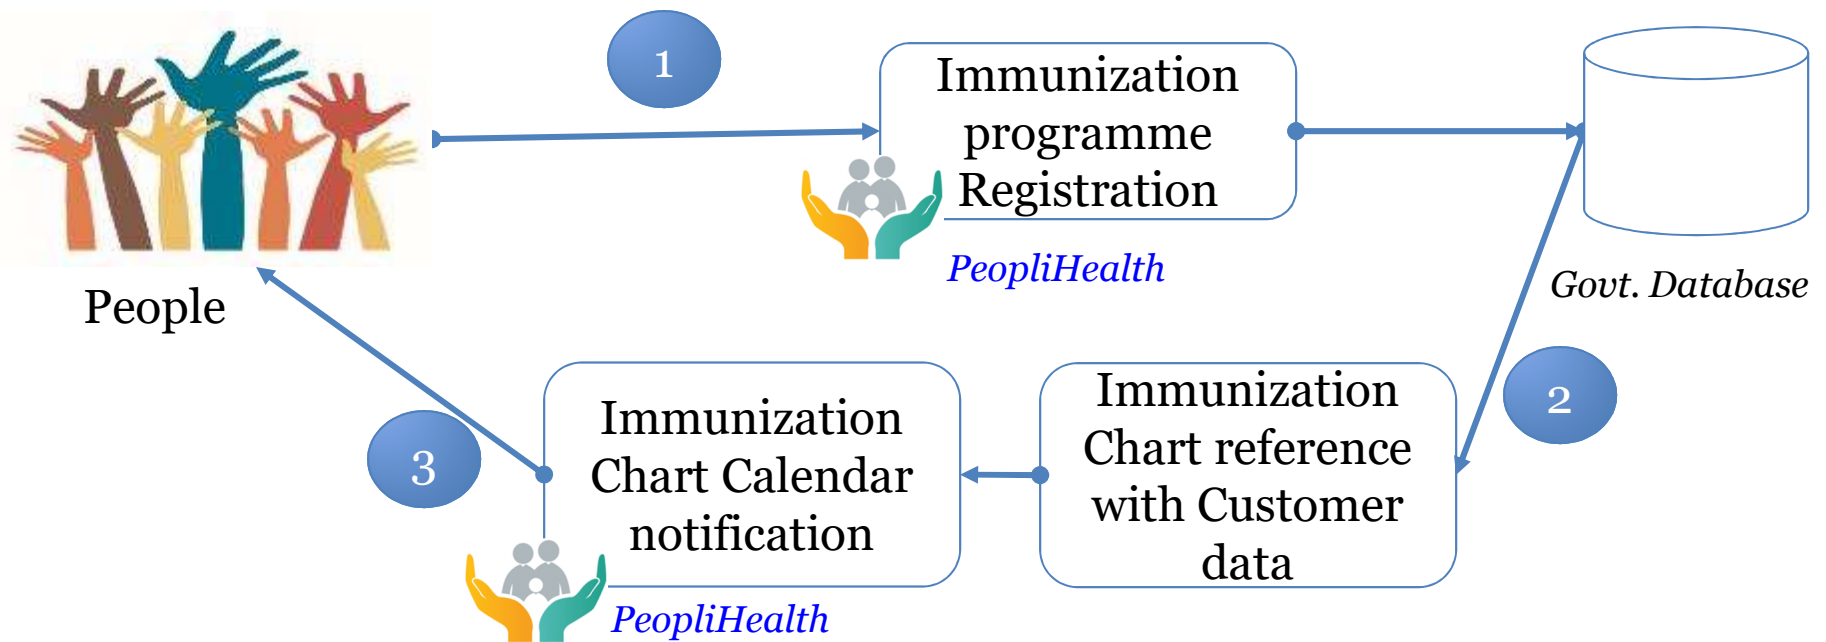 1
Immunization
programme
Registration
PeopliHealth
Govt. Database
People
2
Immunization
Chart reference
with Customer
data
Immunization
Chart Calendar
notification
PeopliHealth
3